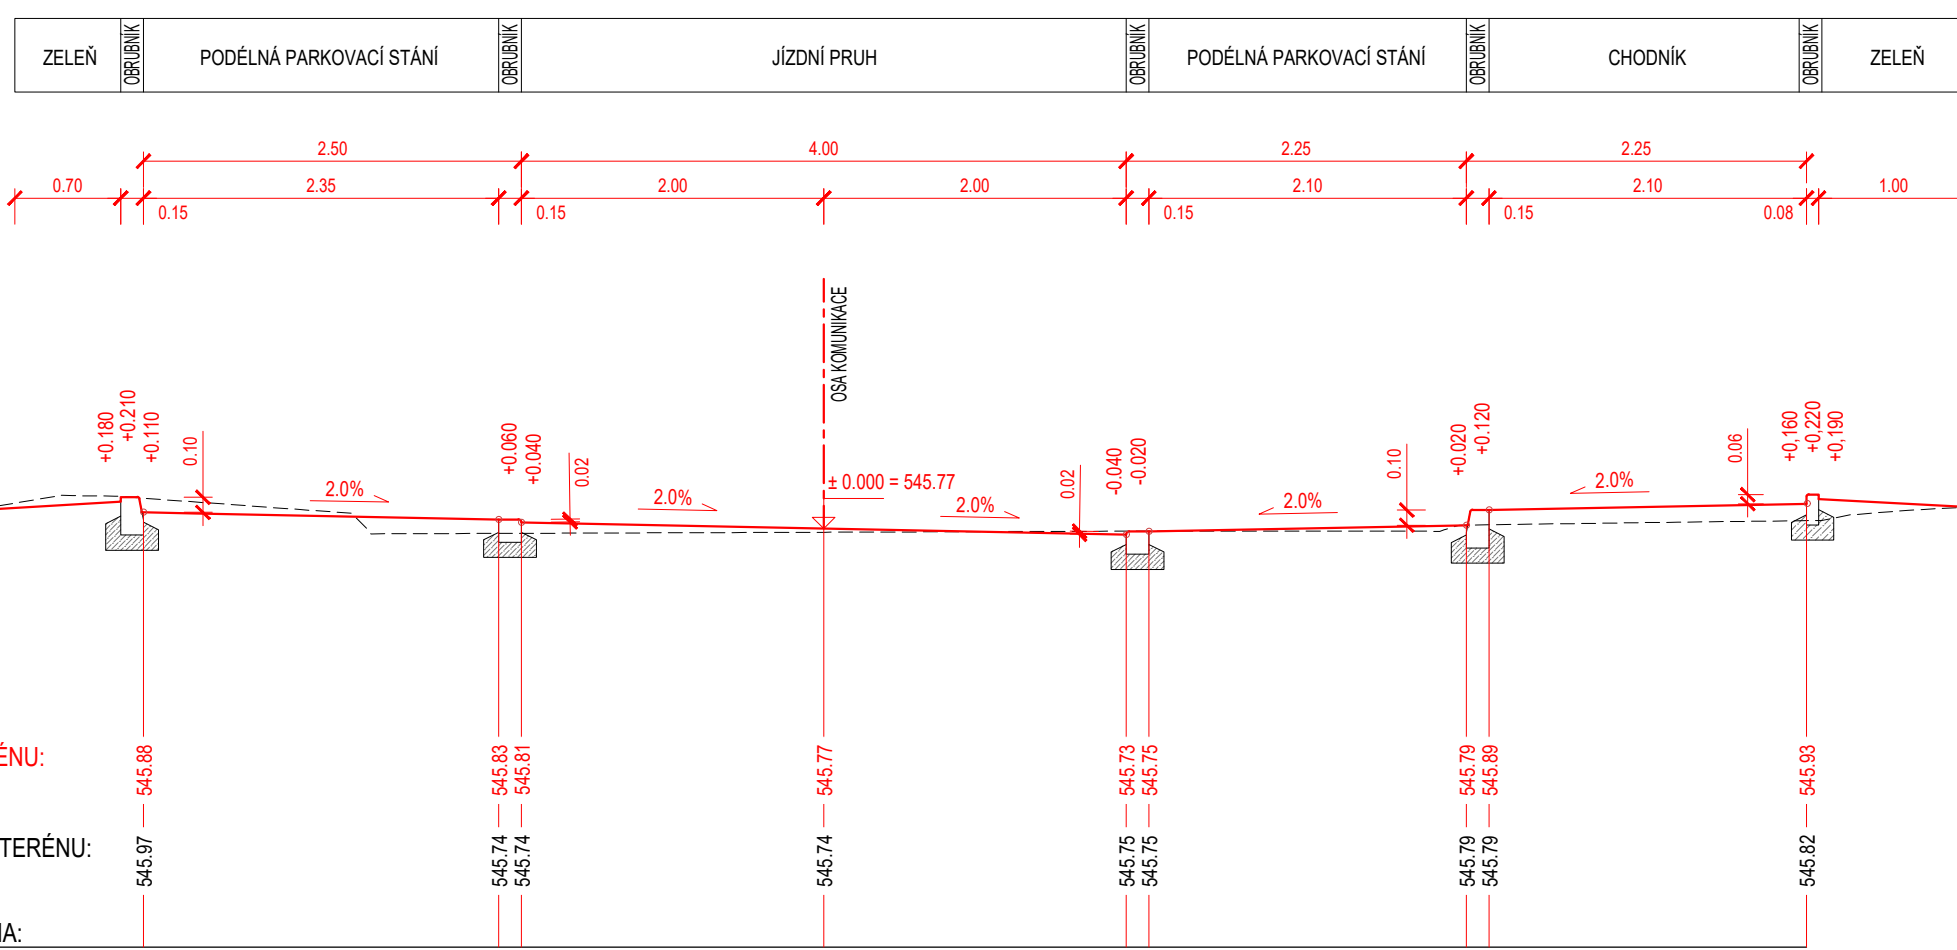 ZELEŇ OBRUBNÍK PODÉLNÁ PARKOVACÍ STÁNÍ OBRUBNÍK JÍZDNÍ PRUH OBRUBNÍK PODÉLNÁ PARKOVACÍ STÁNÍ OBRUBNÍK CHODNÍK OBRUBNÍK ZELEŇ
2.50 4.00 2.25 2.25
0.70 2.35 2.00 2.00 2.10 2.10 1.00
0.15 0.15 0.15 0.15 0.08
OSA KOMUNIKACE
+0.180 +0.210 +0.110 0.10 +0.060 +0.040 0.02 0.02 -0.040 -0.020 0.10 +0.020 +0.120 0.06 +0,160 +0,220 +0,190
2.0% 2.0% ± 0.000 = 545.77 2.0% 2.0% 2.0%
ÉNU: 545.88 545.83 545.81 545.77 545.73 545.75 545.79 545.89 545.93
TERÉNU: 545.97 545.74 545.74 545.74 545.75 545.75 545.79 545.79 545.82
IA: